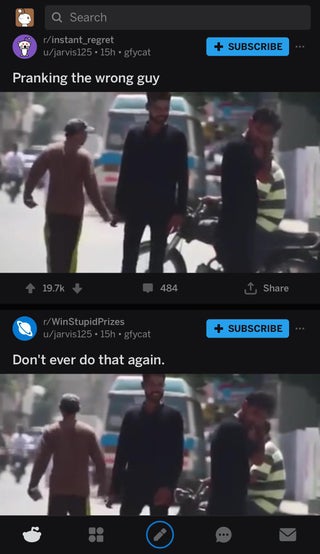 Search
r/instant_regret
u/jarvis125 • 15h • gfycat
+ SUBSCRIBE
Pranking the wrong guy
19.7k
484
Share
r/WinStupidPrizes
u/jarvis125 • 15h • gfycat
+ SUBSCRIBE
Don't ever do that again.